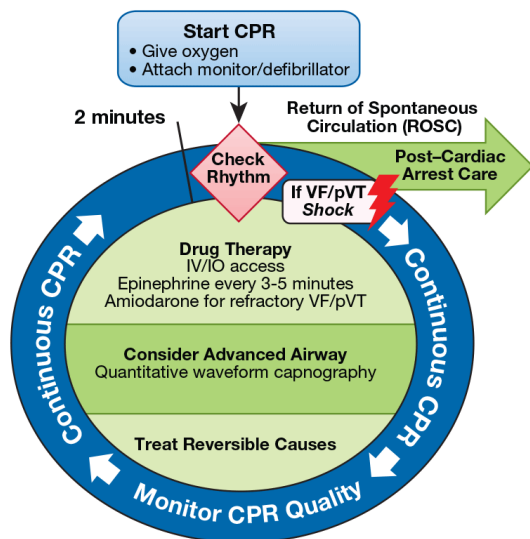 Start CPR
• Give oxygen
• Attach monitor/defibrillator
2 minutes
Return of Spontaneous
Circulation (ROSC)
Post–Cardiac
Arrest Care
Check
Rhythm
If VF/pVT
Shock
Drug Therapy
IV/IO access
Epinephrine every 3-5 minutes
Amiodarone for refractory VF/pVT
Consider Advanced Airway
Quantitative waveform capnography
Treat Reversible Causes
Continuous CPR
Continuous CPR
Monitor CPR Quality